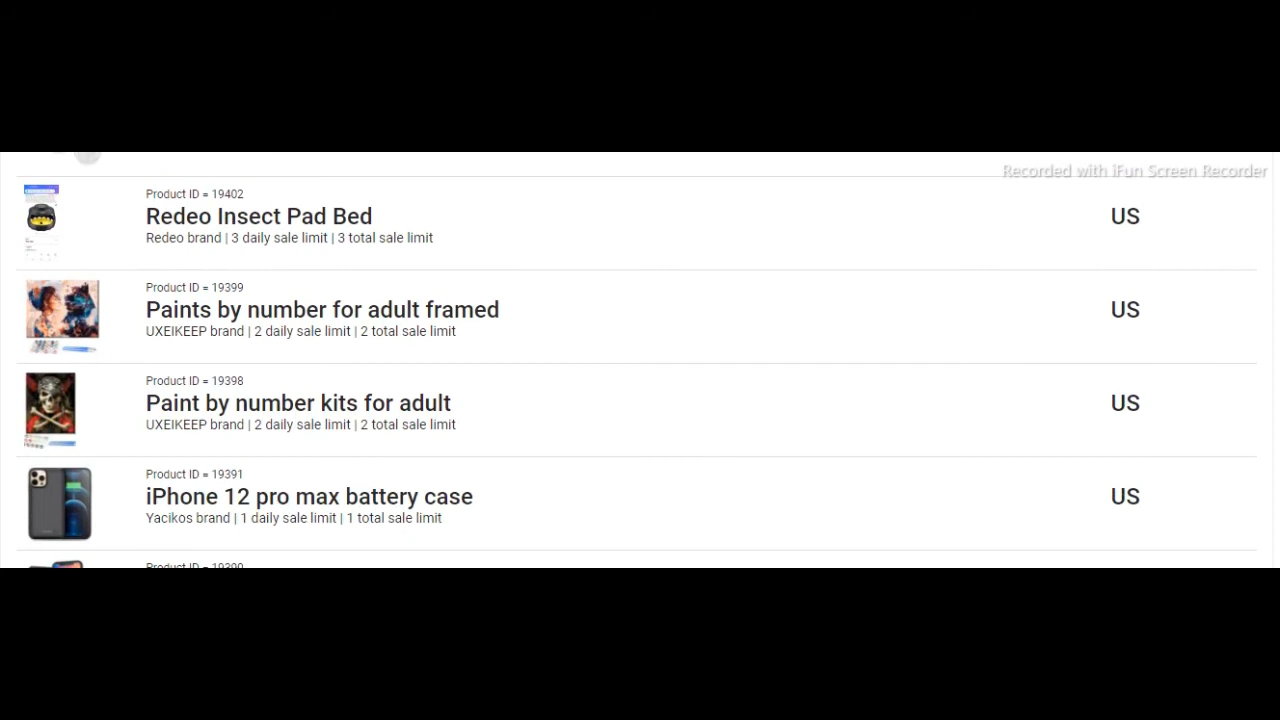 Recorded with iFun Screen Recorder
Product ID = 19402
Redeo Insect Pad Bed
US
Redeo brand | 3 daily sale limit | 3 total sale limit
Product ID = 19399
Paints by number for adult framed
US
UXEIKEEP brand | 2 daily sale limit | 2 total sale limit
Product ID = 19398
Paint by number kits for adult
US
UXEIKEEP brand | 2 daily sale limit | 2 total sale limit
Product ID = 19391
iPhone 12 pro max battery case
US
Yacikos brand | 1 daily sale limit | 1 total sale limit
Product ID =